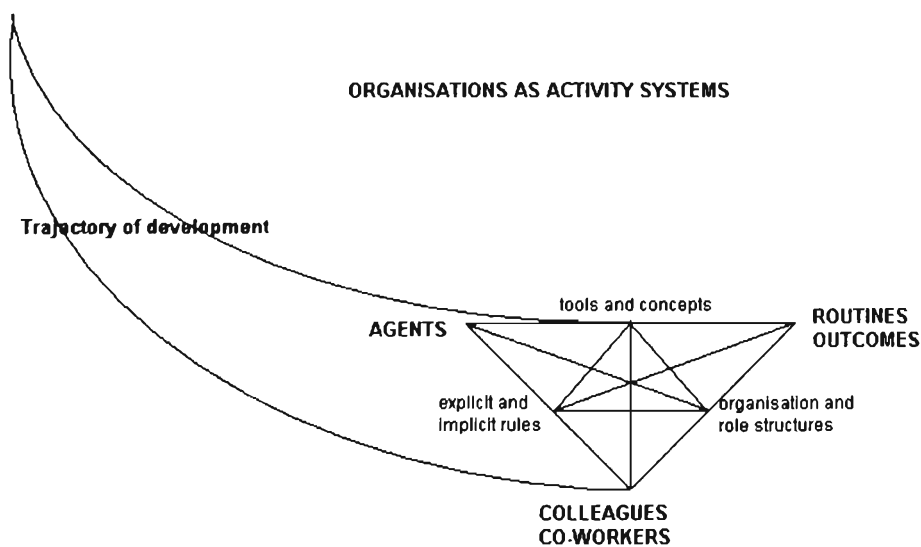 ORGANISATIONS AS ACTIVITY SYSTEMS
Trajectory of development
tools and concepts
AGENTS
ROUTINES
OUTCOMES
explicit and
implicit rules
organisation and
role structures
COLLEAGUES
CO-WORKERS